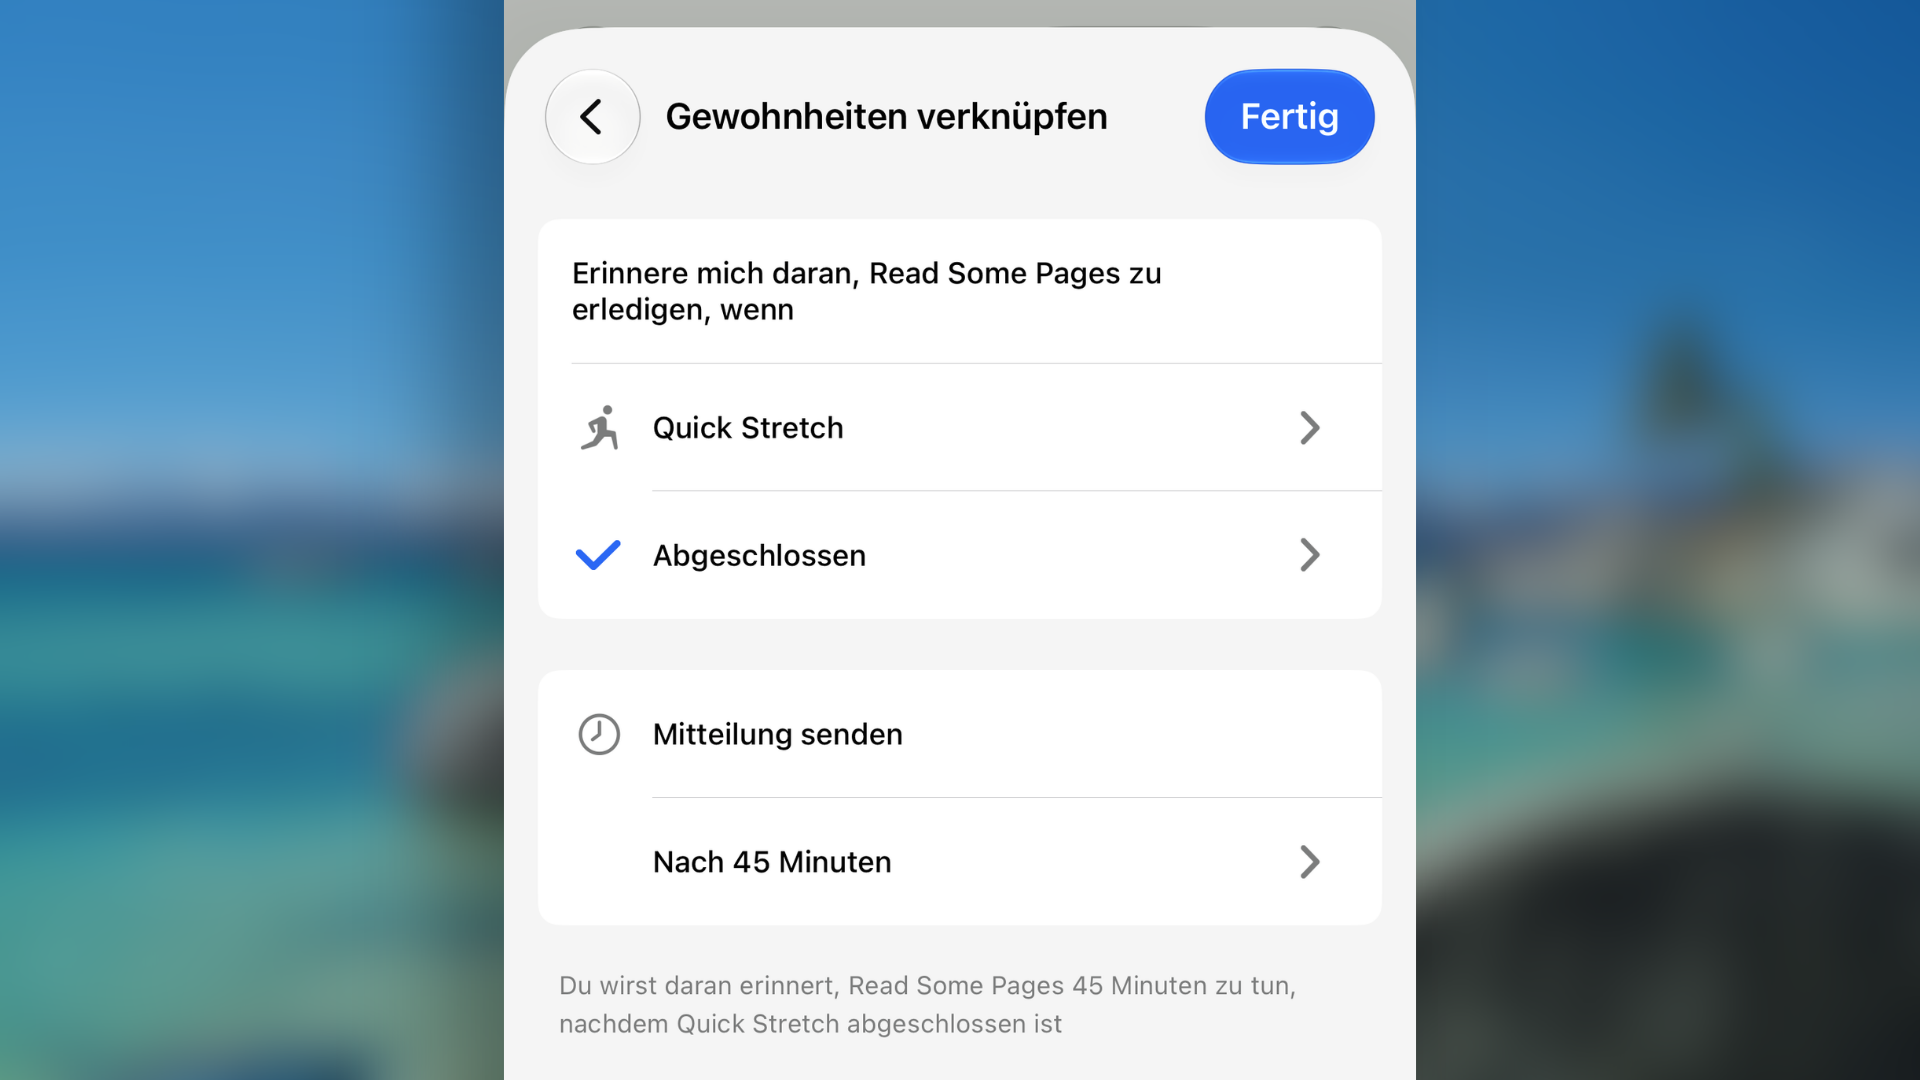 Gewohnheiten verknüpfen
Fertig
Erinnere mich daran, Read Some Pages zu
erledigen, wenn
Quick Stretch
Abgeschlossen
Mitteilung senden
Nach 45 Minuten
Du wirst daran erinnert, Read Some Pages 45 Minuten zu tun,
nachdem Quick Stretch abgeschlossen ist